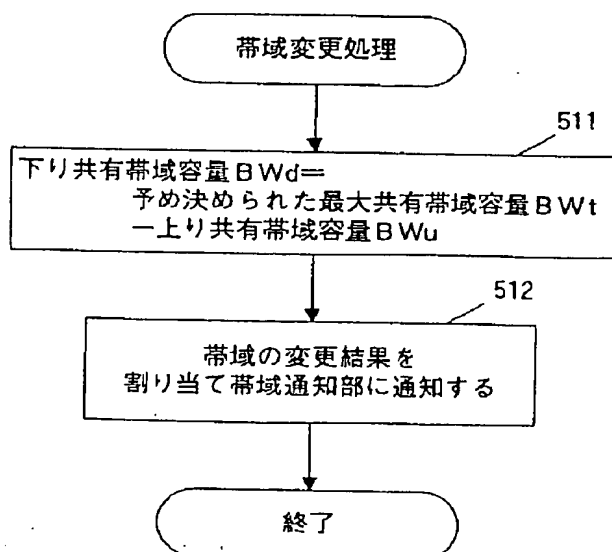 帯域変更処理
511
下り共有帯域容量BWd=
予め決められた最大共有帯域容量BWt
ー上り共有帯域容量BWu
512
帯域の変更結果を
割り当て帯域通知部に通知する
終了